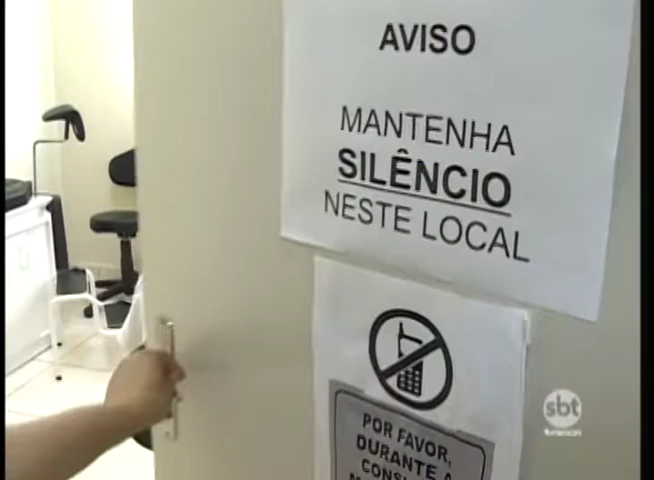 AVISO
MANTENHA
SILÊNCIO
NESTE LOCAL
POR FAVOR,
DURANTE A
sbt